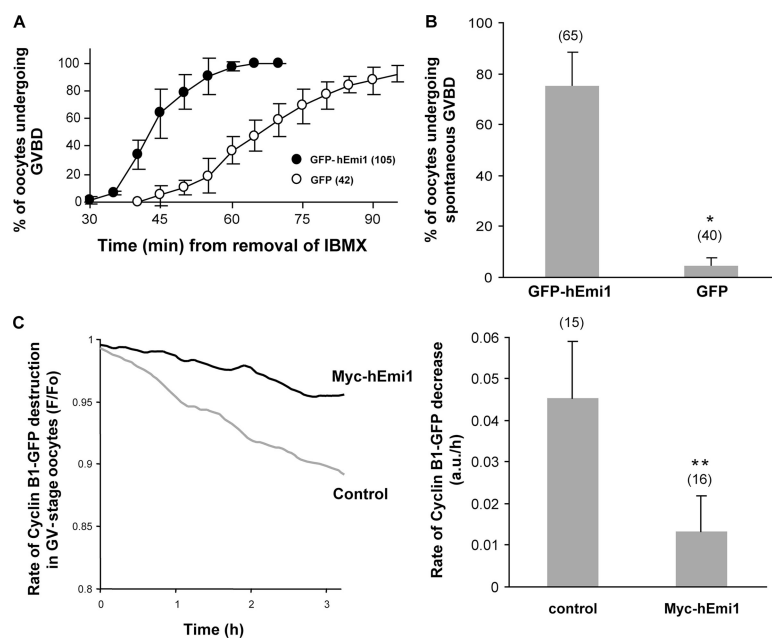 A
% of oocytes undergoing
GVBD
100
80
60
40
20
0
30
45
60
75
90
GFP-hEmi1 (105)
GFP (42)
Time (min) from removal of IBMX
B
% of oocytes undergoing
spontaneous GVBD
100
80
60
40
20
0
(65)
*
(40)
GFP-hEmi1
GFP
C
Rate of Cyclin B1-GFP destruction
in GV-stage oocytes (F/Fo)
1
0.95
0.9
0.85
0.8
0
1
2
3
Myc-hEmi1
Control
Time (h)
Rate of Cyclin B1-GFP decrease
(a.u./h)
0.06
0.05
0.04
0.03
0.02
0.01
0
(15)
**
(16)
control
Myc-hEmi1